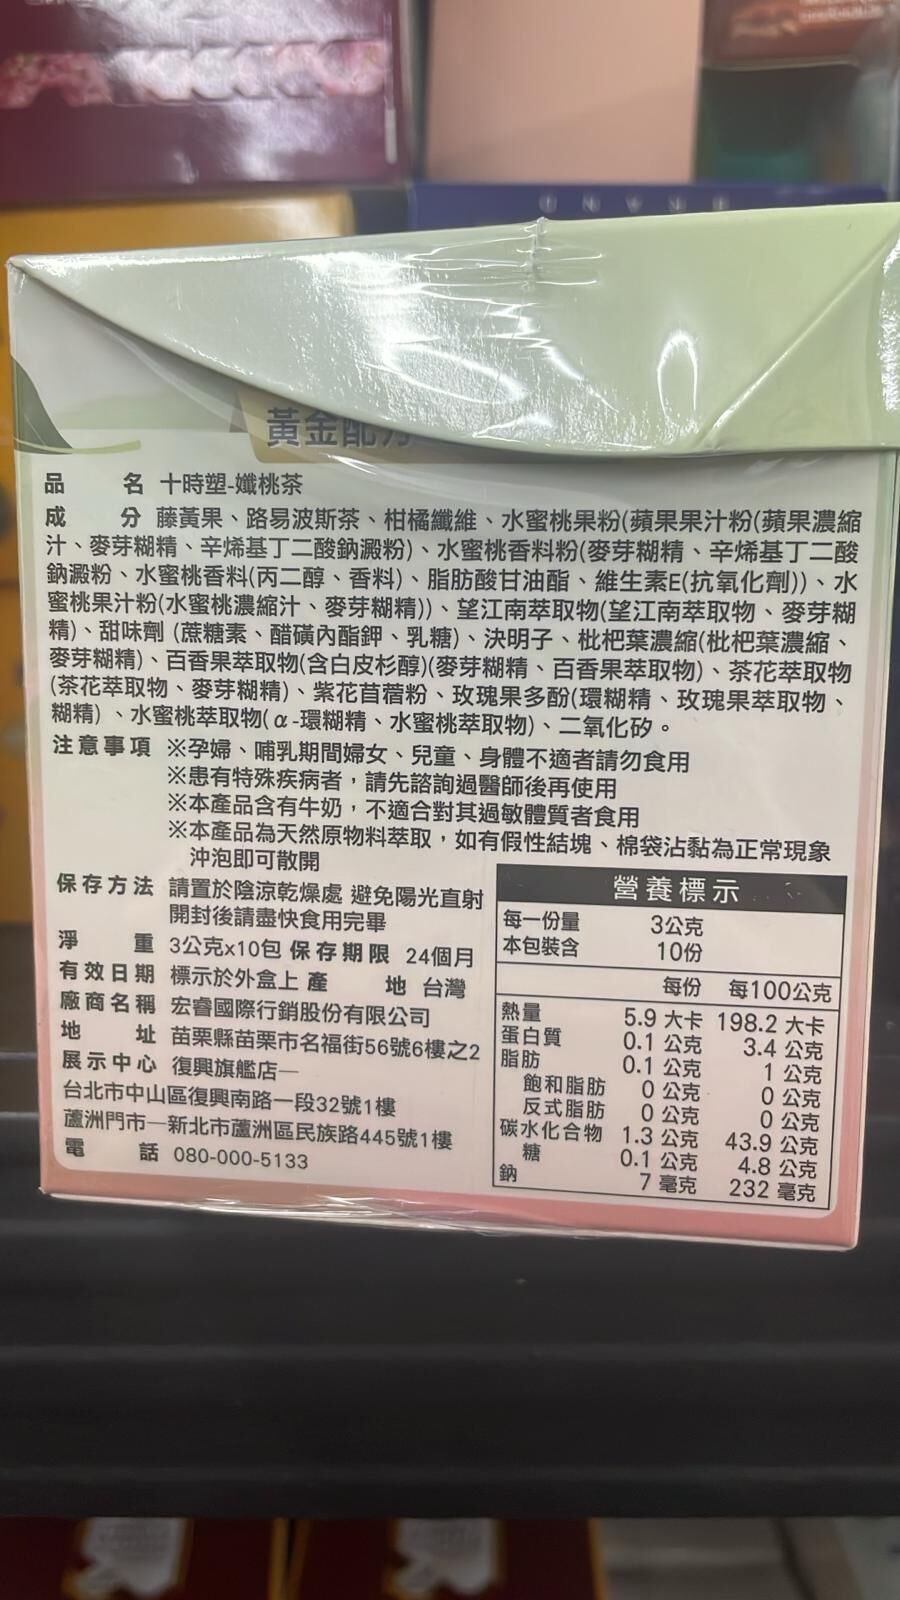 黃金配方
品名 十時塑-孅桃茶
成分 藤黃果、路易波斯茶、柑橘纖維、水蜜桃果粉(蘋果果汁粉(蘋果濃縮
汁、麥芽糊精、辛烯基丁二酸鈉澱粉)、水蜜桃香料粉(麥芽糊精、辛烯基丁二酸
鈉澱粉、水蜜桃香料(丙二醇、香料)、脂肪酸甘油酯、維生素E(抗氧化劑))、水
蜜桃果汁粉(水蜜桃濃縮汁、麥芽糊精))、望江南萃取物(望江南萃取物、麥芽糊
精)、甜味劑 (蔗糖素、醋磺內酯鉀、乳糖)、決明子、枇杷葉濃縮(枇杷葉濃縮、
麥芽糊精)、百香果萃取物(含白皮杉醇)(麥芽糊精、百香果萃取物)、茶花萃取物
(茶花萃取物、麥芽糊精)、紫花苜蓿粉、玫瑰果多酚(環糊精、玫瑰果萃取物、
糊精) 、水蜜桃萃取物(α-環糊精、水蜜桃萃取物)、二氧化矽。
注意事項 ※孕婦、哺乳期間婦女、兒童、身體不適者請勿食用
※患有特殊疾病者，請先諮詢過醫師後再使用
※本產品含有牛奶，不適合對其過敏體質者食用
※本產品為天然原物料萃取，如有假性結塊、棉袋沾黏為正常現象
沖泡即可散開
保存方法 請置於陰涼乾燥處 避免陽光直射
開封後請盡快食用完畢
淨重 3公克x10包 保存期限 24個月
有效日期 標示於外盒上 產地 台灣
廠商名稱 宏睿國際行銷股份有限公司
地址 苗栗縣苗栗市名福街56號6樓之2
展示中心 復興旗艦店—
台北市中山區復興南路一段32號1樓
蘆洲門市—新北市蘆洲區民族路445號1樓
電話 080-000-5133
營養標示
每一份量 3公克
本包裝含 10份
每份 每100公克
熱量 5.9 大卡 198.2 大卡
蛋白質 0.1 公克 3.4 公克
脂肪 0.1 公克 1 公克
飽和脂肪 0 公克 0 公克
反式脂肪 0 公克 0 公克
碳水化合物 1.3 公克 43.9 公克
糖 0.1 公克 4.8 公克
鈉 7 毫克 232 毫克